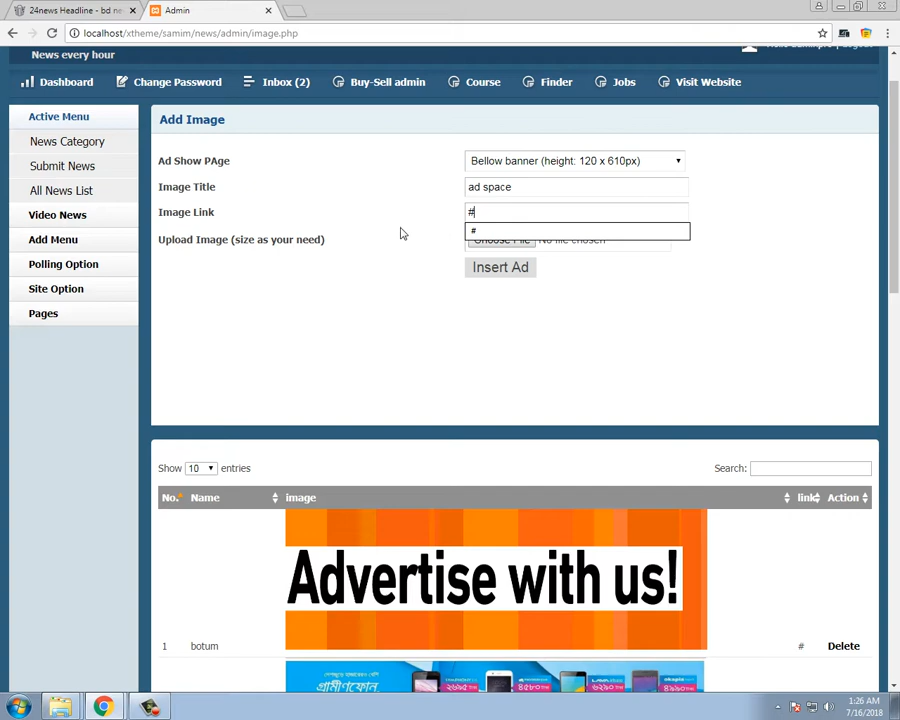 24news Headline - bd ne
Admin
localhost/xtheme/samim/news/admin/image.php
News every hour
Dashboard
Change Password
Inbox (2)
Buy-Sell admin
Course
Finder
Jobs
Visit Website
Active Menu
News Category
Submit News
All News List
Video News
Add Menu
Polling Option
Site Option
Pages
Add Image
Ad Show PAge
Bellow banner (height: 120 x 610px)
Image Title
ad space
Image Link
#
#
Upload Image (size as your need)
Choose File No file chosen
Insert Ad
Show 10 entries
Search:
No. Name image link Action
Advertise with us!
1 botum # Delete
গ্রামীণফোন
২৬৯৫
৪৫৮০
৬২৯০
1:26 AM
7/16/2018